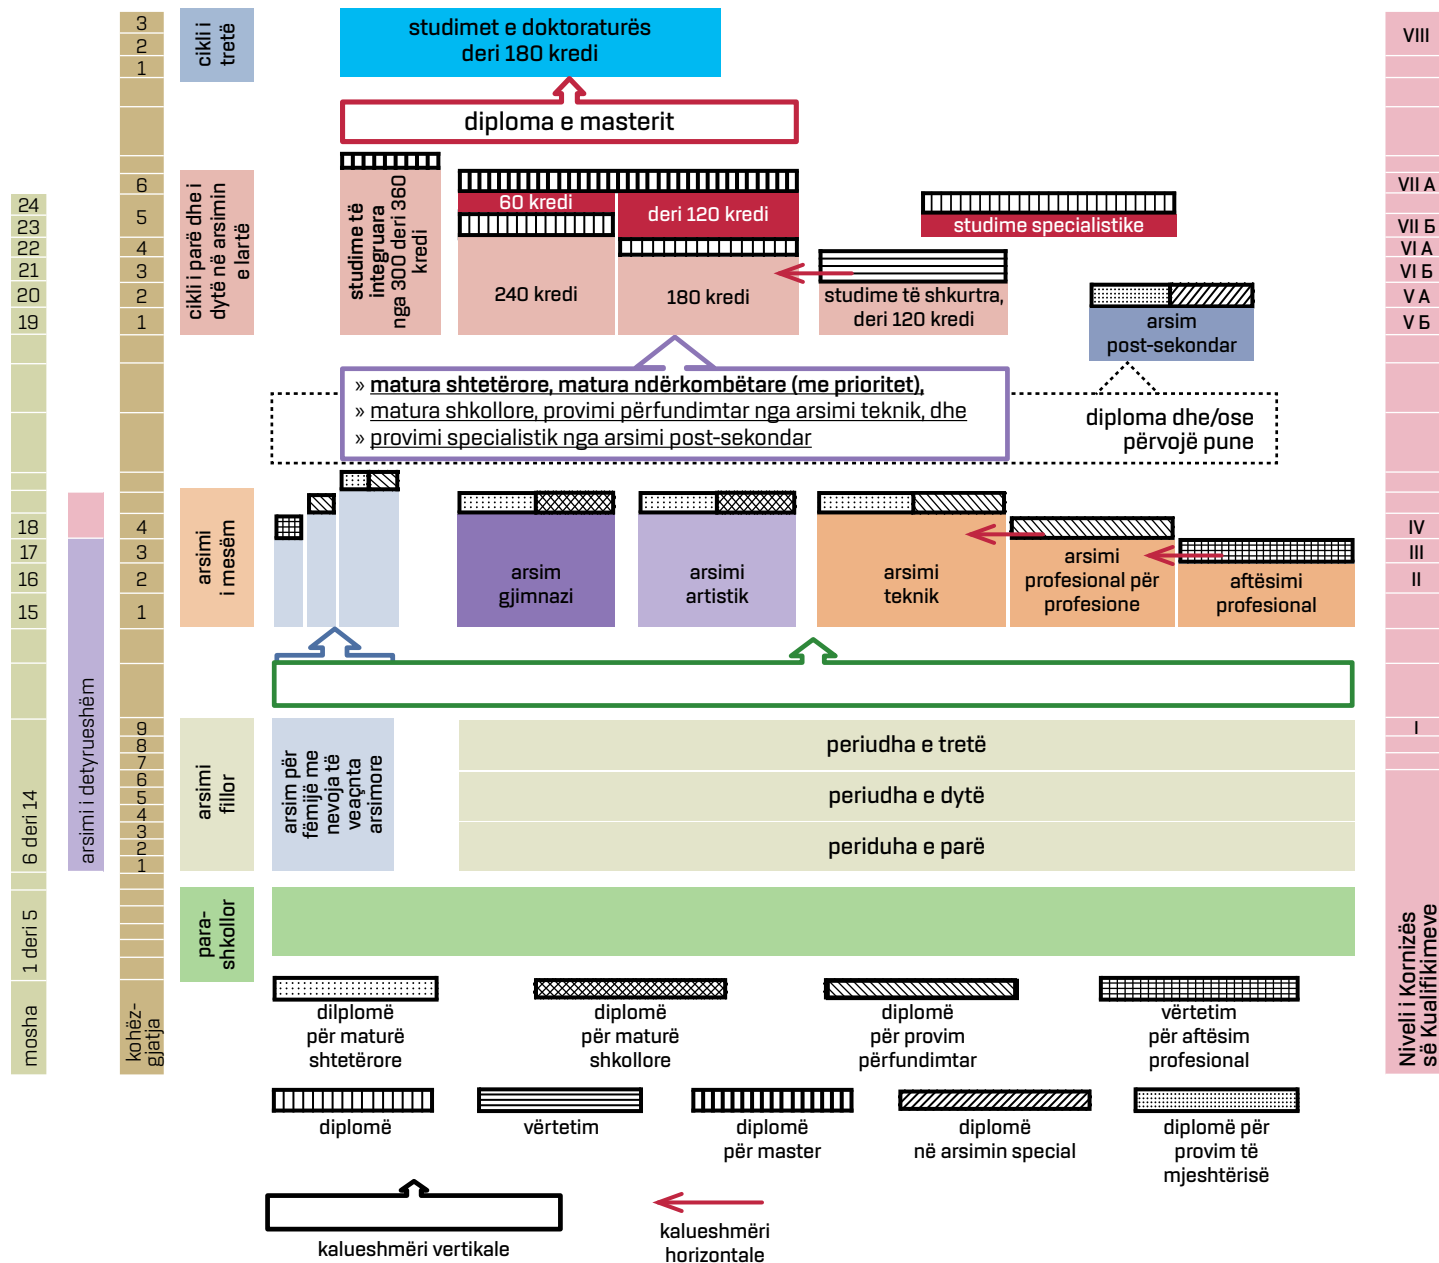 3
2
1
cikli i
tretë
studimet e doktoraturës
deri 180 kredi
VIII
diploma e masterit
24
23
22
21
20
19
6
5
4
3
2
1
cikli i parë dhe i
dytë në arsimin
e lartë
studime të
integruara
nga 300 deri 360
kredi
60 kredi
240 kredi
deri 120 kredi
180 kredi
studime specialistike
studime të shkurtra,
deri 120 kredi
arsim
post-sekondar
VII A
VII Б
VI A
VI Б
V A
V Б
» matura shtetërore, matura ndërkombëtare (me prioritet),
» matura shkollore, provimi përfundimtar nga arsimi teknik, dhe
» provimi specialistik nga arsimi post-sekondar
diploma dhe/ose
përvojë pune
18
17
16
15
4
3
2
1
arsimi
i mesëm
arsim
gjimnazi
arsimi
artistik
arsimi
teknik
arsimi
profesional për
profesione
aftësimi
profesional
IV
III
II
arsimi i detyrueshëm
6 deri 14
9
8
7
6
5
4
3
2
1
arsimi
fillor
arsim për
fëmijë me
nevoja të
veaçnta
arsimore
periudha e tretë
periudha e dytë
periduha e parë
I
1 deri 5
para-
shkollor
mosha
kohëz-
gjatja
Niveli i Kornizës
së Kualifikimeve
dilplomë
për maturë
shtetërore
diplomë
për maturë
shkollore
diplomë
për provim
përfundimtar
vërtetim
për aftësim
profesional
diplomë
vërtetim
diplomë
për master
diplomë
në arsimin special
diplomë për
provim të
mjeshtërisë
kalueshmëri vertikale
kalueshmëri
horizontale